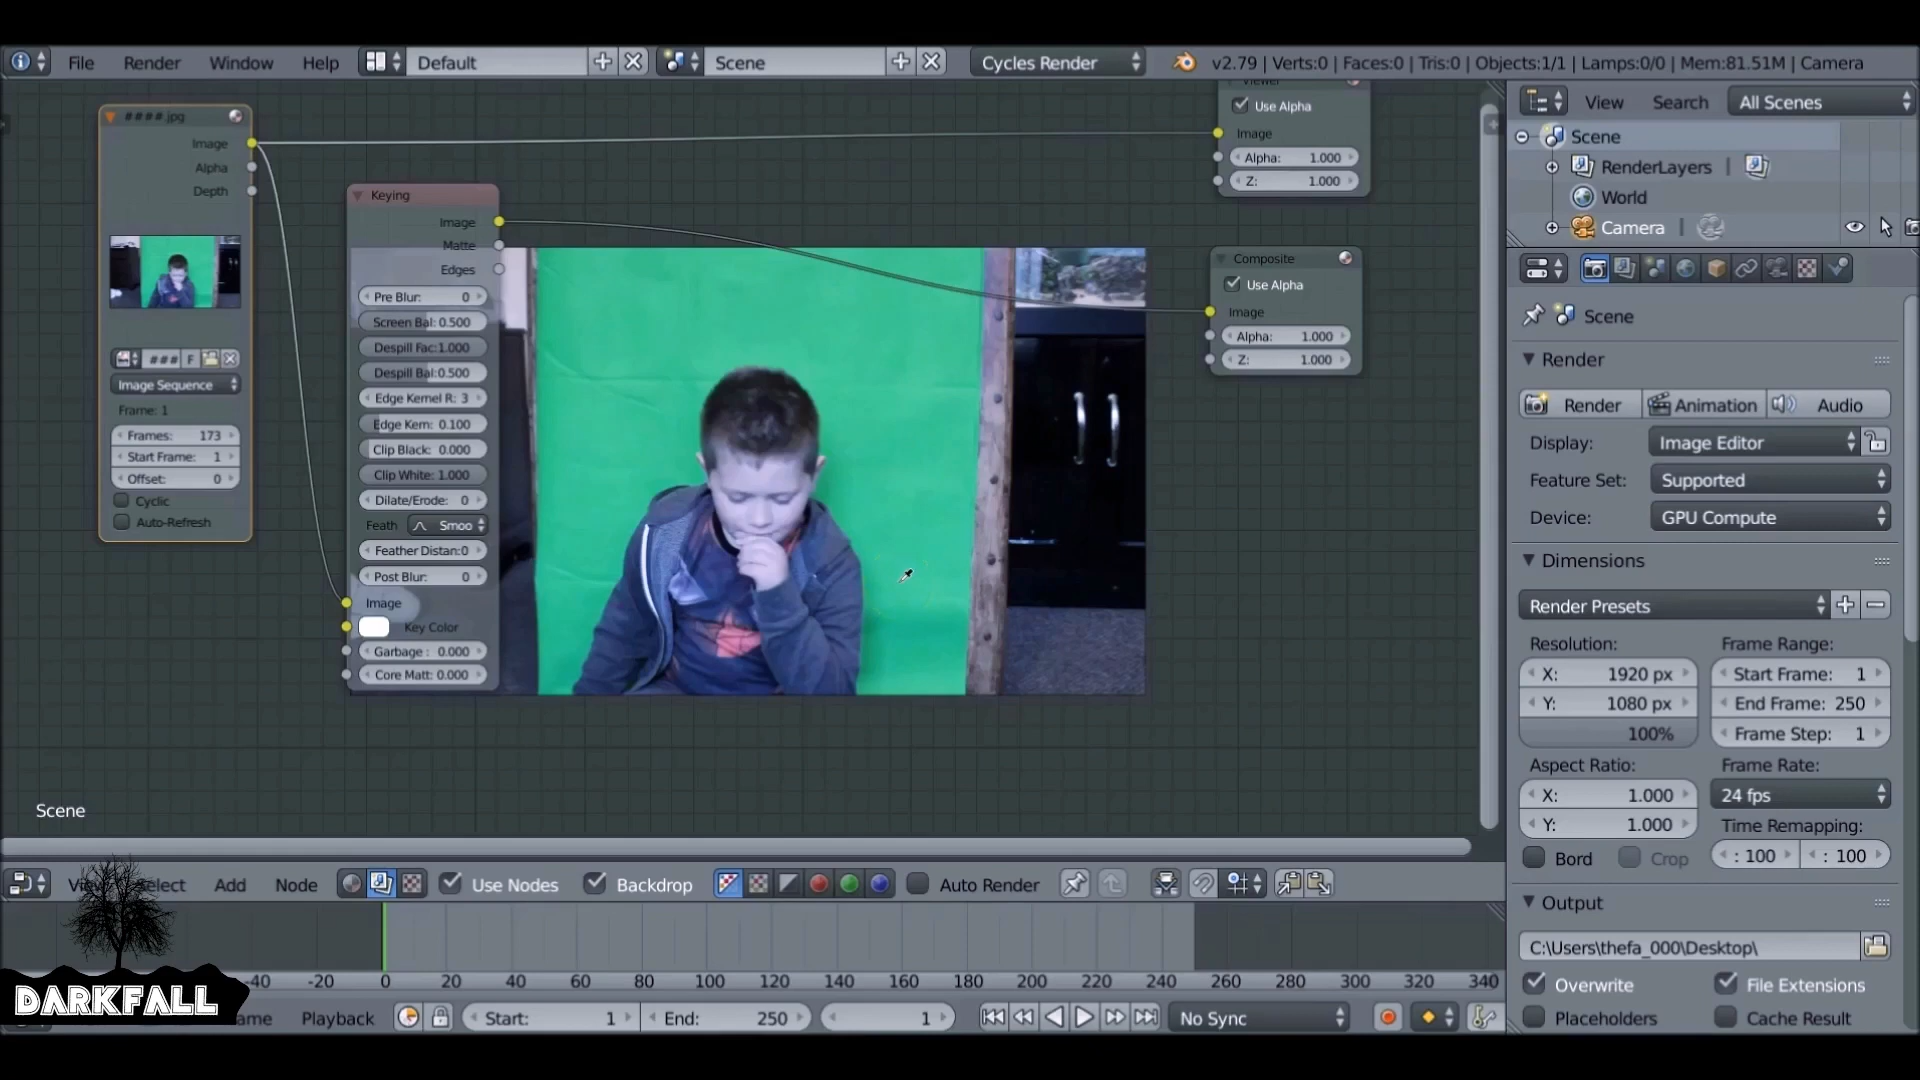 File Render Window Help Default Scene Cycles Render v2.79 | Verts:0 | Faces:0 | Tris:0 | Objects:1/1 | Lamps:0/0 | Mem:81.51M | Camera
####.jpg
Image
Alpha
Depth
###
F
Image Sequence
Frame: 1
Frames: 173
Start Frame: 1
Offset: 0
Cyclic
Auto-Refresh
Keying
Image
Matte
Edges
Pre Blur: 0
Screen Bal: 0.500
Despill Fac:1.000
Despill Bal:0.500
Edge Kernel R: 3
Edge Kern: 0.100
Clip Black: 0.000
Clip White: 1.000
Dilate/Erode: 0
Feath Smoo
Feather Distan:0
Post Blur: 0
Image
Key Color
Garbage : 0.000
Core Matt: 0.000
Viewer
Use Alpha
Image
Alpha: 1.000
Z: 1.000
Composite
Use Alpha
Image
Alpha: 1.000
Z: 1.000
Scene
View Select Add Node Use Nodes Backdrop Auto Render
-40 -20 0 20 40 60 80 100 120 140 160 180 200 220 240 260 280 300 320 340
Playback Start: 1 End: 250 1 No Sync
DARKFALL
View Search All Scenes
Scene
RenderLayers |
World
Camera |
Scene
Render
Render Animation Audio
Display: Image Editor
Feature Set: Supported
Device: GPU Compute
Dimensions
Render Presets
Resolution: Frame Range:
X: 1920 px Start Frame: 1
Y: 1080 px End Frame: 250
100% Frame Step: 1
Aspect Ratio: Frame Rate:
X: 1.000 24 fps
Y: 1.000 Time Remapping:
Bord Crop : 100 : 100
Output
C:\Users\thefa_000\Desktop\
Overwrite File Extensions
Placeholders Cache Result